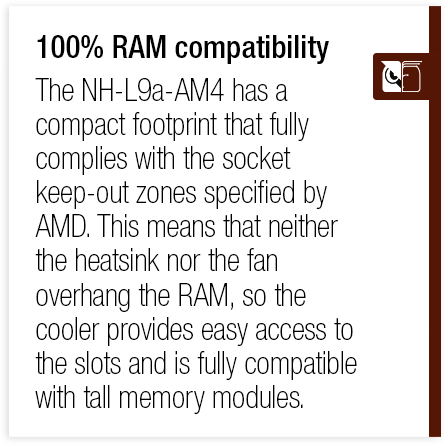 100% RAM compatibility
The NH-L9a-AM4 has a
compact footprint that fully
complies with the socket
keep-out zones specified by
AMD. This means that neither
the heatsink nor the fan
overhang the RAM, so the
cooler provides easy access to
the slots and is fully compatible
with tall memory modules.